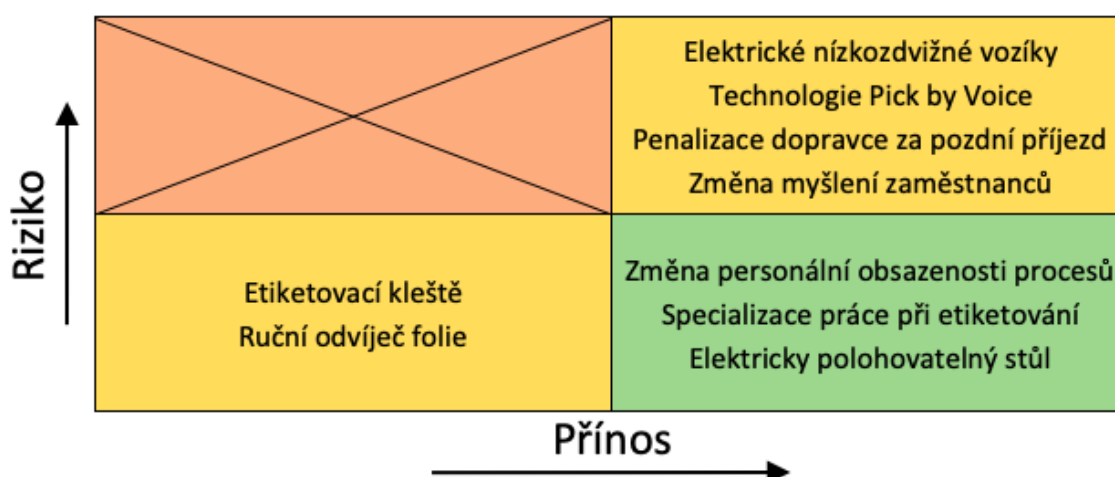 Elektrické nízkozdvižné vozíky
Technologie Pick by Voice
Penalizace dopravce za pozdní příjezd
Změna myšlení zaměstnanců
Riziko
Etiketovací kleště
Ruční odvíječ folie
Změna personální obsazenosti procesů
Specializace práce při etiketování
Elektricky polohovatelný stůl
Přínos